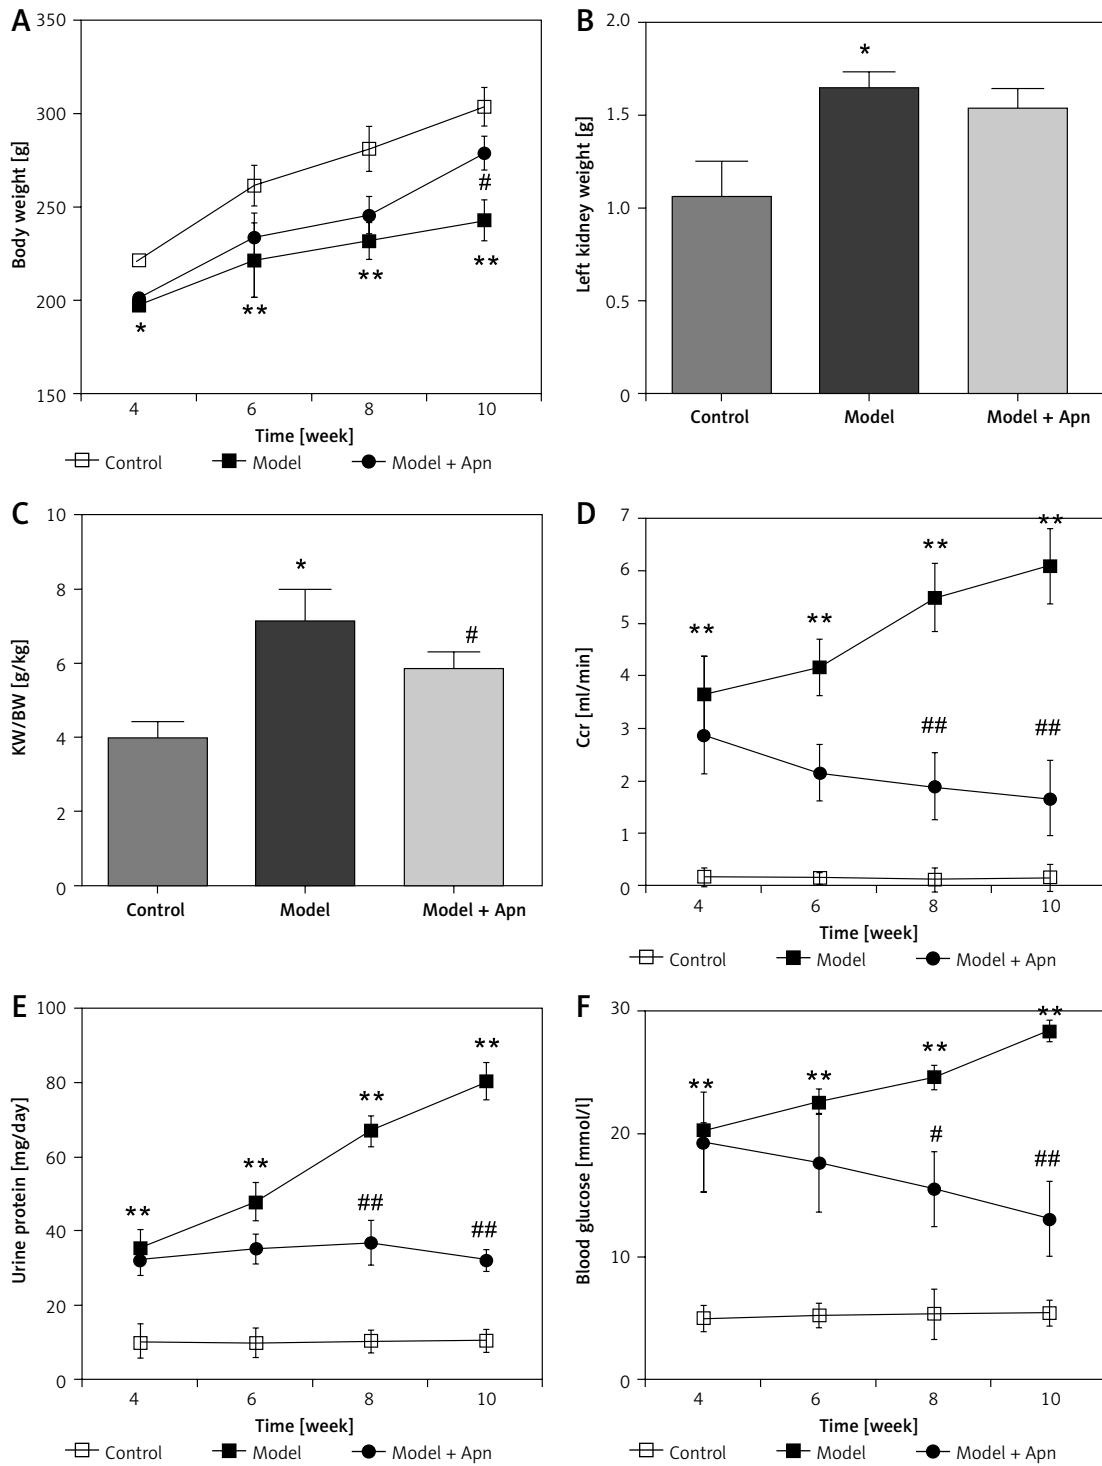 A
Body weight [g]
350
300
250
200
150
#
*
**
**
**
4 6 8 10
Time [week]
Control Model Model + Apn
B
Left kidney weight [g]
2.0
1.5
1.0
0.5
0
*
Control Model Model + Apn
C
KW/BW [g/kg]
10
8
6
4
2
0
*
#
Control Model Model + Apn
D
Ccr [ml/min]
7
6
5
4
3
2
1
0
**
**
**
**
##
##
4 6 8 10
Time [week]
Control Model Model + Apn
E
Urine protein [mg/day]
100
80
60
40
20
0
**
**
**
**
##
##
4 6 8 10
Time [week]
Control Model Model + Apn
F
Blood glucose [mmol/l]
30
20
10
0
**
**
**
**
#
##
4 6 8 10
Time [week]
Control Model Model + Apn